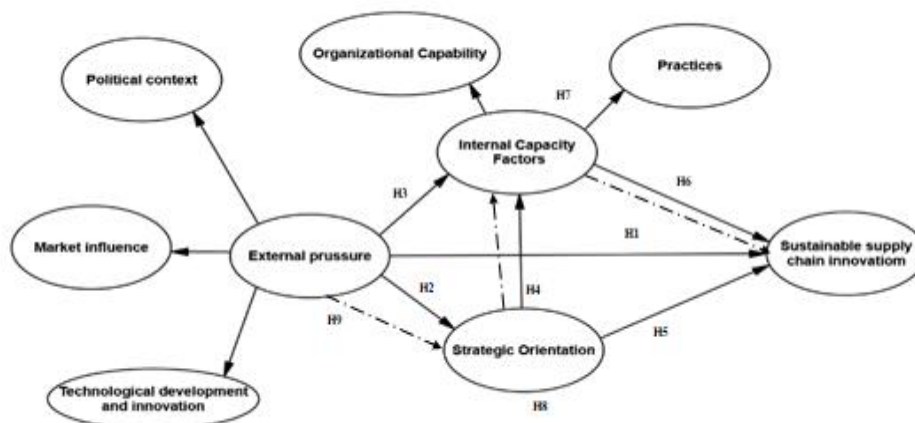 Organizational Capability
Practices
Political context
H7
Internal Capacity
Factors
H3
H6
H1
Market influence
External prussure
Sustainable supply
chain innovatiom
H2
H4
H9
H5
Strategic Orientation
Technological development
and innovation
H8